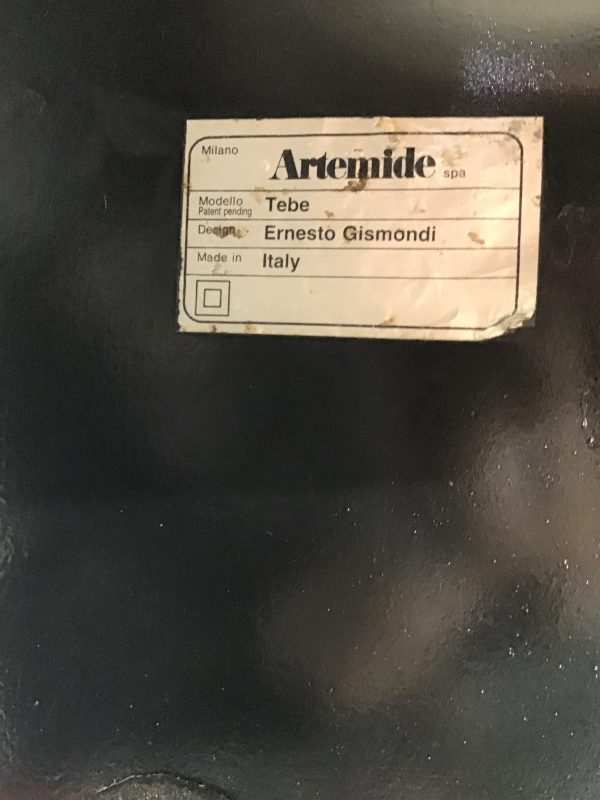 Milano Artemide spa
Modello Tebe
Patent pending
Design Ernesto Gismondi
Made in Italy